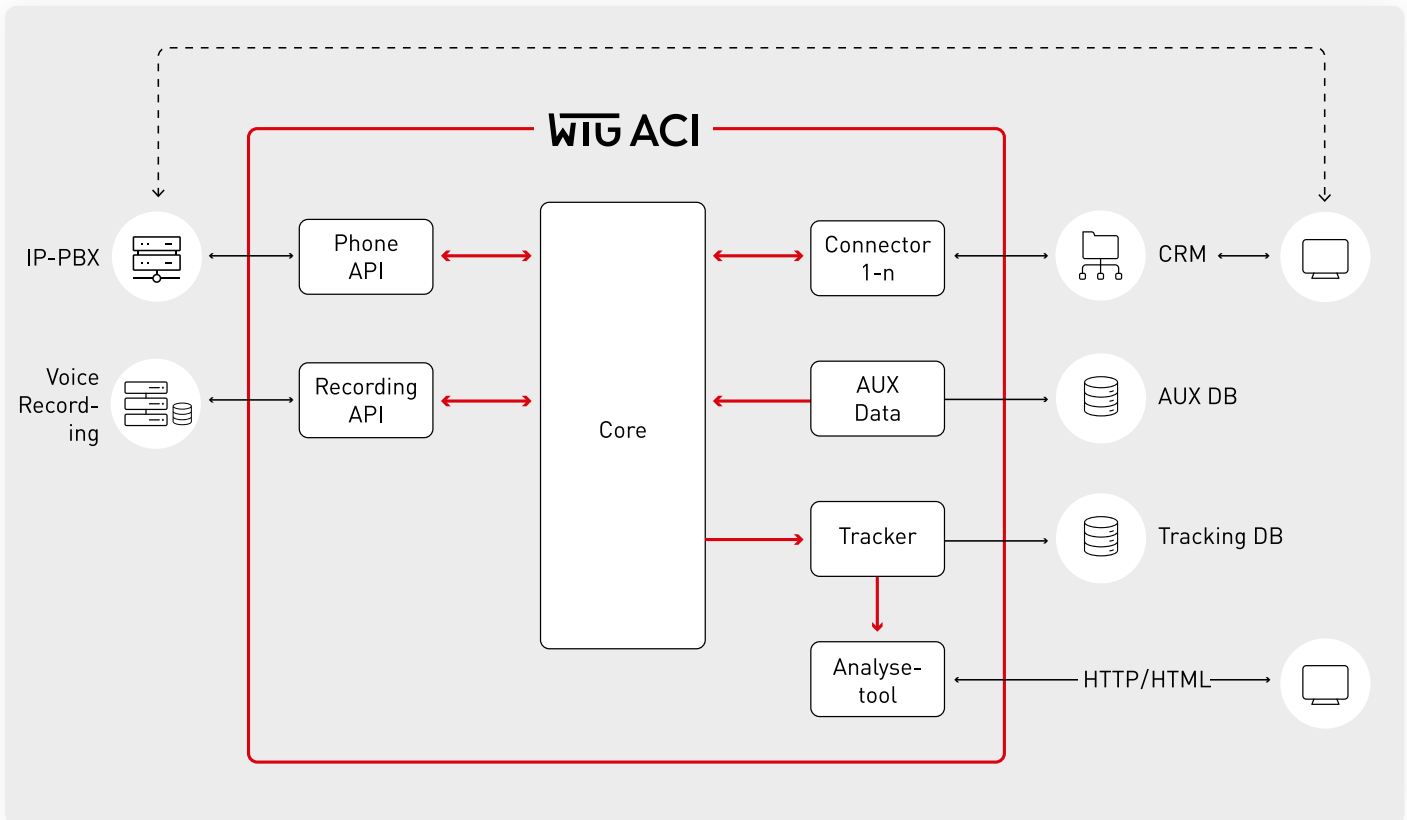 WTG ACI
IP-PBX
Phone
API
Connector
1-n
CRM
Voice
Record-
ing
Recording
API
Core
AUX
Data
AUX DB
Tracker
Tracking DB
Analyse-
tool
HTTP/HTML